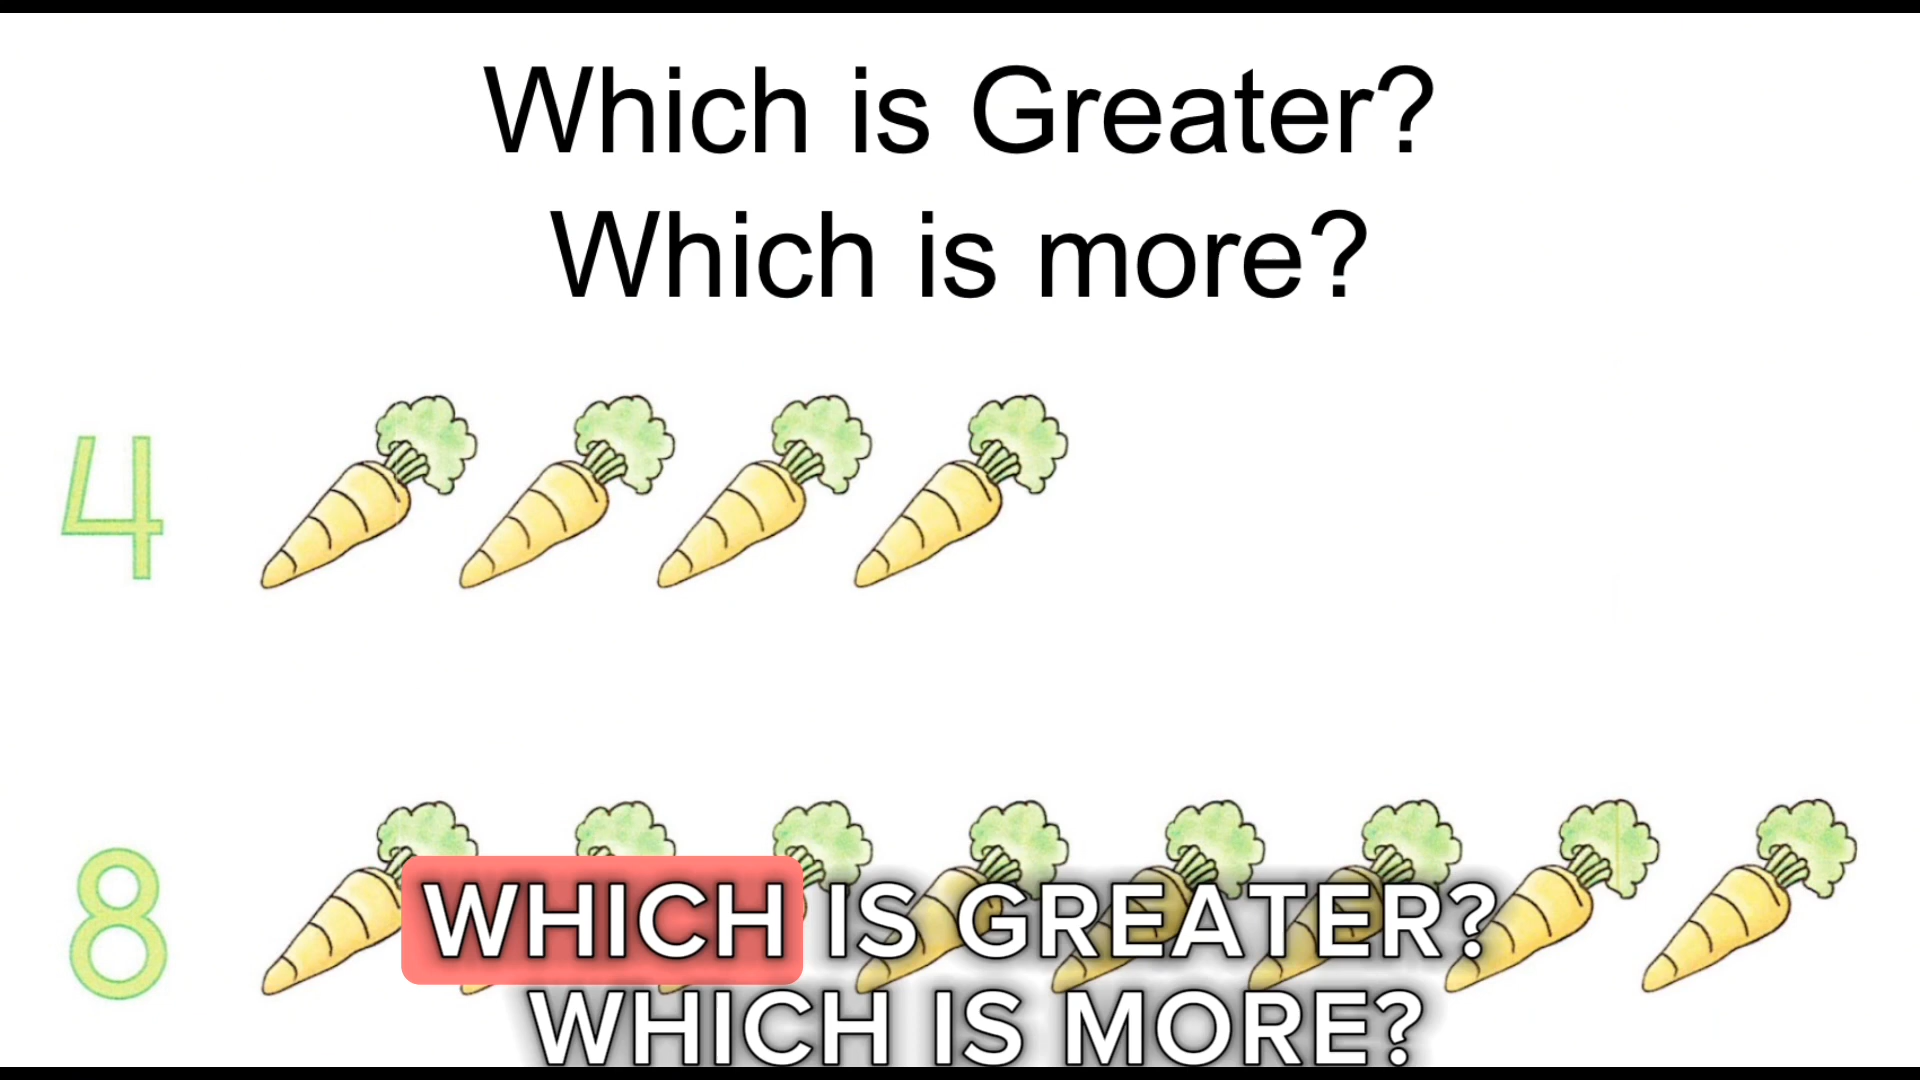 Which is Greater?
Which is more?
4
8
WHICH IS GREATER?
WHICH IS MORE?